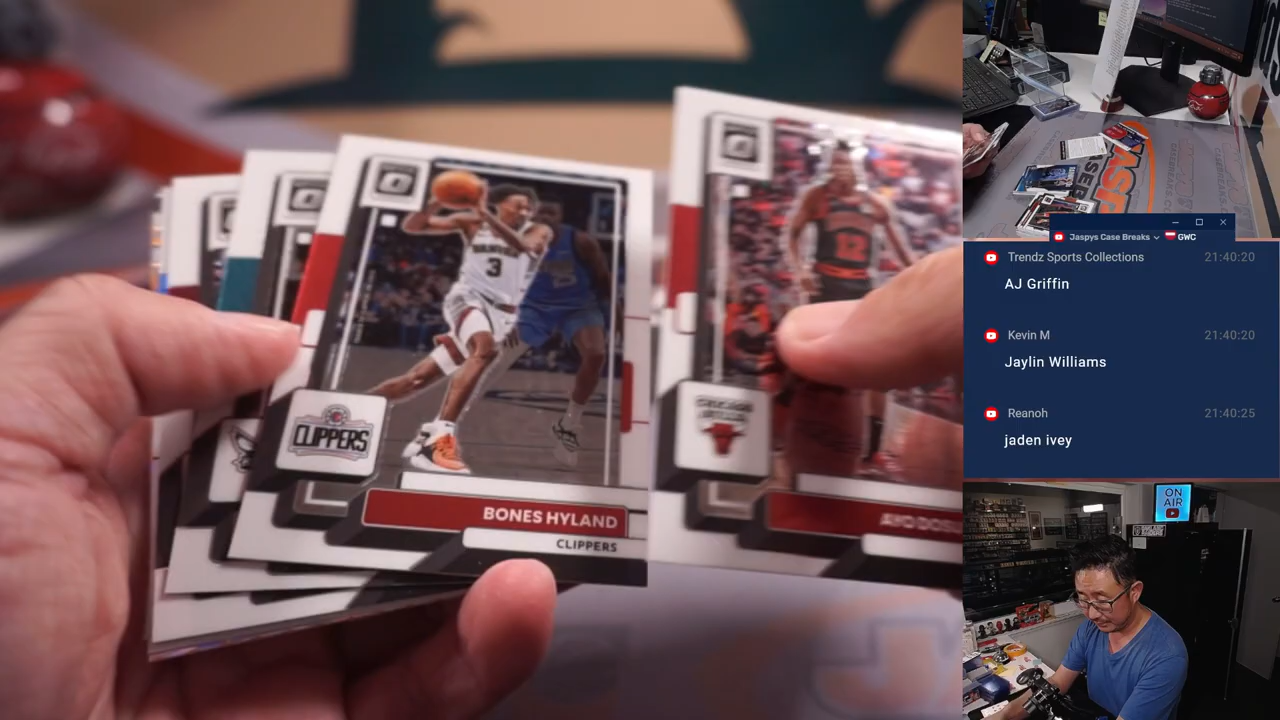 3
CLIPPERS
BONES HYLAND
CLIPPERS
12
Jaspys Case Breaks
GWC
Trendz Sports Collections
21:40:20
AJ Griffin
Kevin M
21:40:20
Jaylin Williams
Reanoh
21:40:25
jaden ivey
ON
AIR